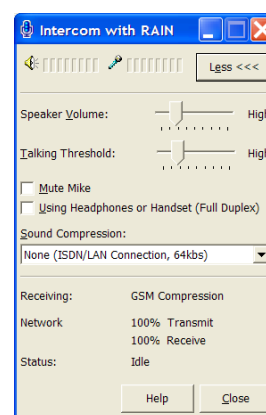 Intercom with RAIN
Less <<<
Speaker Volume: High
Talking Threshold: High
Mute Mike
Using Headphones or Handset (Full Duplex)
Sound Compression:
None (ISDN/LAN Connection, 64kbs)
Receiving: GSM Compression
Network 100% Transmit
100% Receive
Status: Idle
Help Close